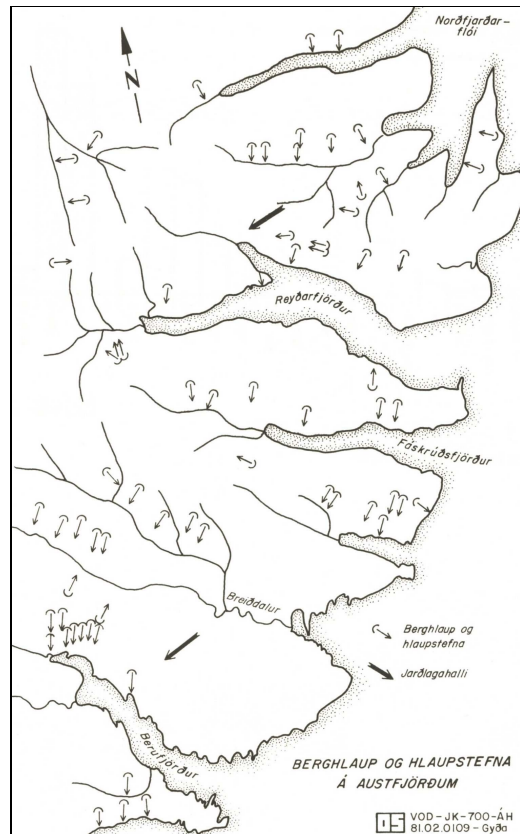 Norðfjarðar-
flói
N
Reyðarfjörður
Fáskrúðsfjörður
Breiðdalur
Berghlaup og
hlaupstefna
Jarðlagahalli
Berufjörður
BERGHLAUP OG HLAUPSTEFNA
Á AUSTFJÖRÐUM
OS VOD-JK-700-ÁH
81.02.0109-Gyða